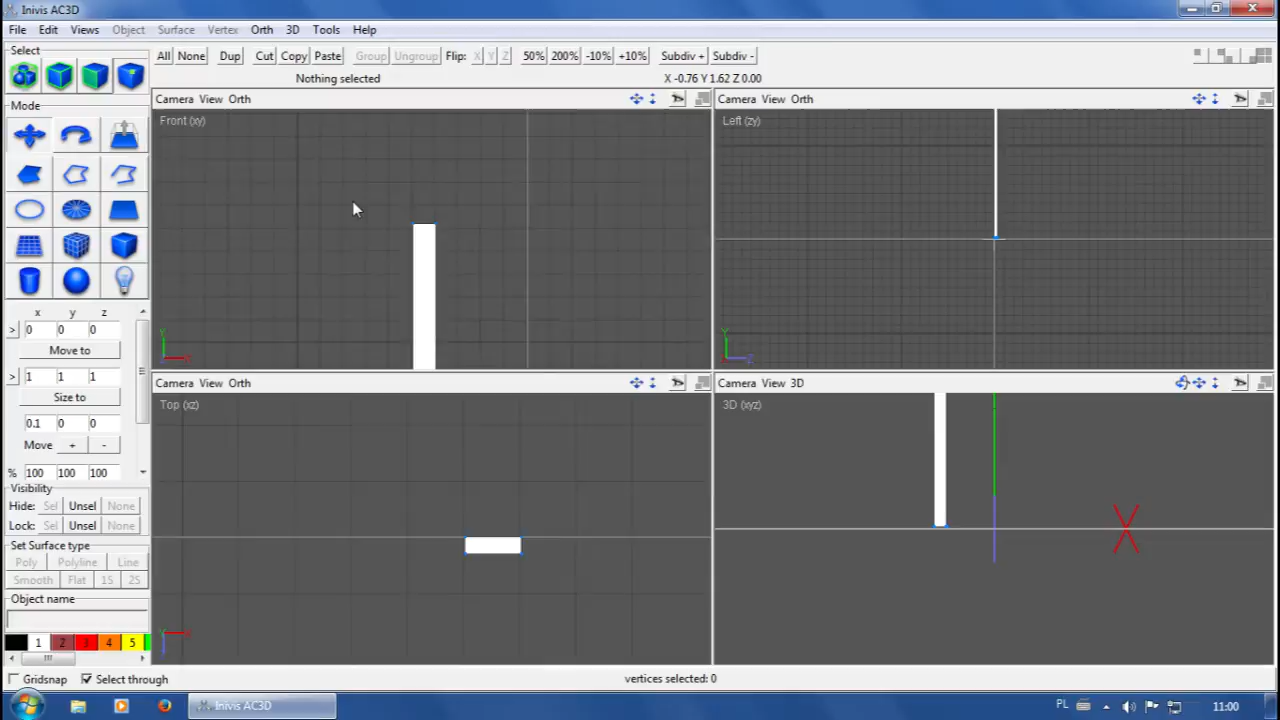 Inivis AC3D
File Edit Views Object Surface Vertex Orth 3D Tools Help
Select
All None Dup Cut Copy Paste Group Ungroup Flip: X Y Z 50% 200% -10% +10% Subdiv + Subdiv -
Nothing selected X -0.76 Y 1.62 Z 0.00
Mode
Camera View Orth
Front (xy)
Y
Camera View Orth
Left (zy)
Y
Z
Camera View Orth
Top (xz)
Camera View 3D
3D (xyz)
X
x y z
> 0 0 0
Move to
> 1 1 1
Size to
0.1 0 0
Move + -
% 100 100 100
Visibility
Hide: Sel Unsel None
Lock: Sel Unsel None
Set Surface type
Poly Polyline Line
Smooth Flat 1S 2S
Object name
1 2 3 4 5
Gridsnap Select through
vertices selected: 0
Inivis AC3D
PL 11:00